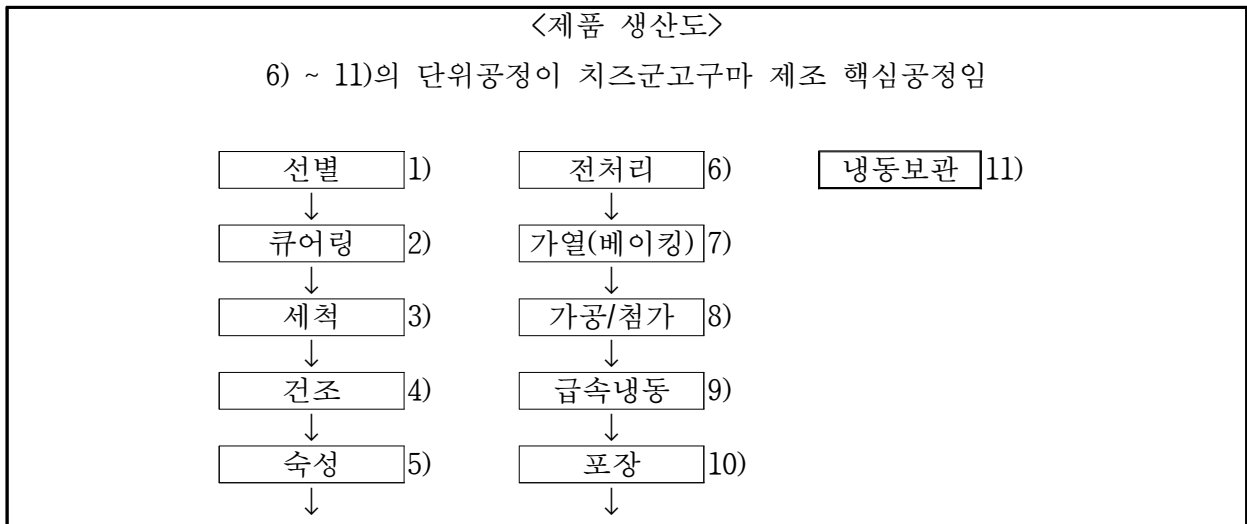 <제품 생산도>
6) ~ 11)의 단위공정이 치즈군고구마 제조 핵심공정임
선별 1)
↓
큐어링 2)
↓
세척 3)
↓
건조 4)
↓
숙성 5)
↓
전처리 6)
↓
가열(베이킹) 7)
↓
가공/첨가 8)
↓
급속냉동 9)
↓
포장 10)
↓
냉동보관 11)